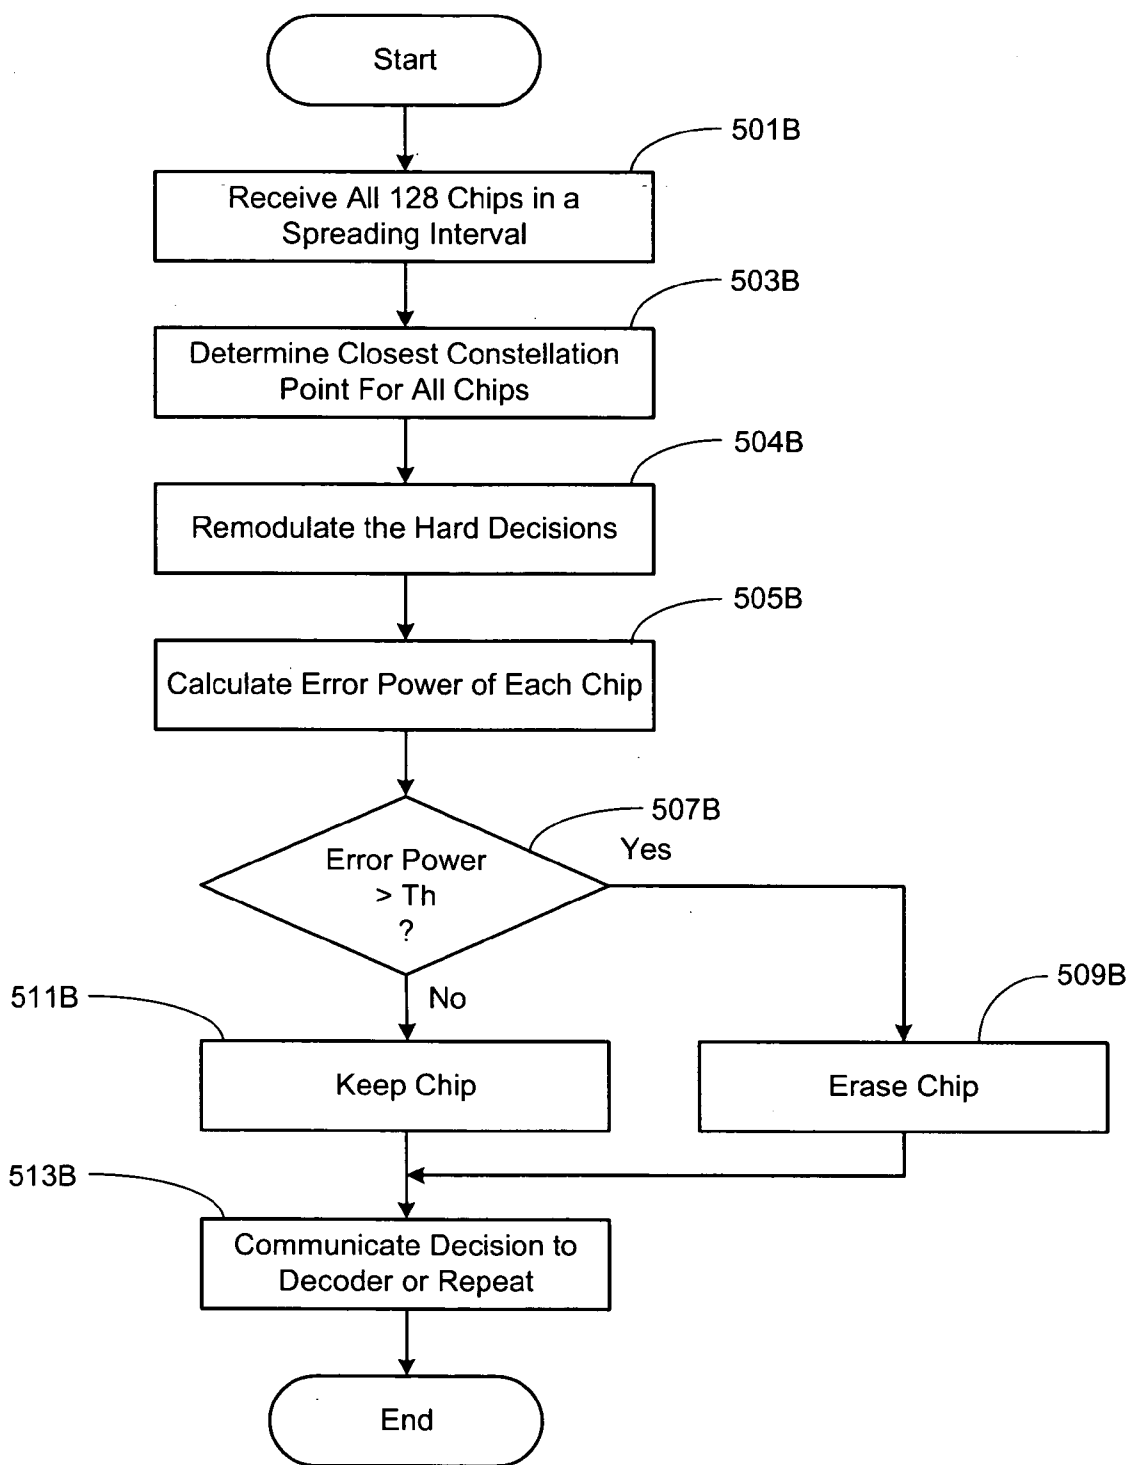 Start
501B
Receive All 128 Chips in a
Spreading Interval
503B
Determine Closest Constellation
Point For All Chips
504B
Remodulate the Hard Decisions
505B
Calculate Error Power of Each Chip
507B
Yes
Error Power
> Th
?
No
511B
509B
Keep Chip
Erase Chip
513B
Communicate Decision to
Decoder or Repeat
End